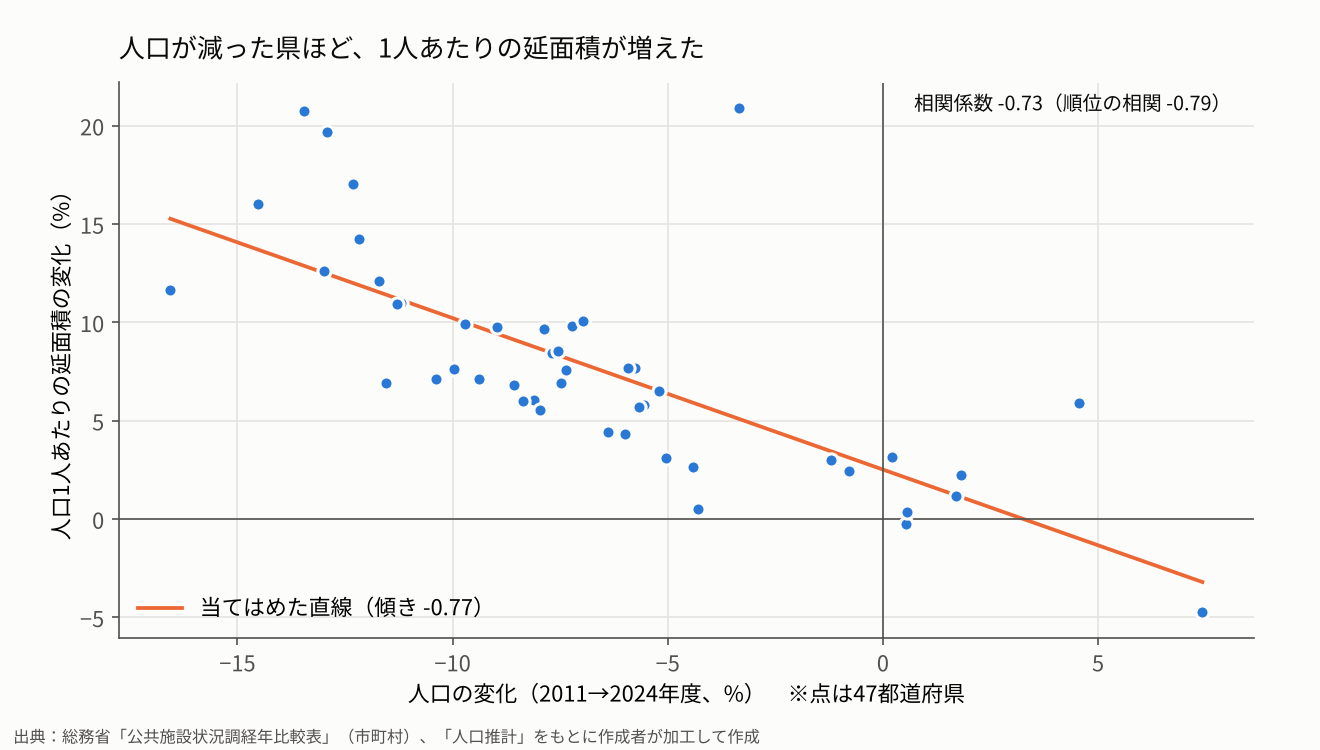 人口が減った県ほど、1人あたりの延面積が増えた
相関係数 -0.73（順位の相関 -0.79）
人口1人あたりの延面積の変化（%）
20
15
10
5
0
−5
当てはめた直線（傾き -0.77）
−15
−10
−5
0
5
人口の変化（2011→2024年度、%）　※点は47都道府県
出典：総務省「公共施設状況調経年比較表」（市町村）、「人口推計」をもとに作成者が加工して作成